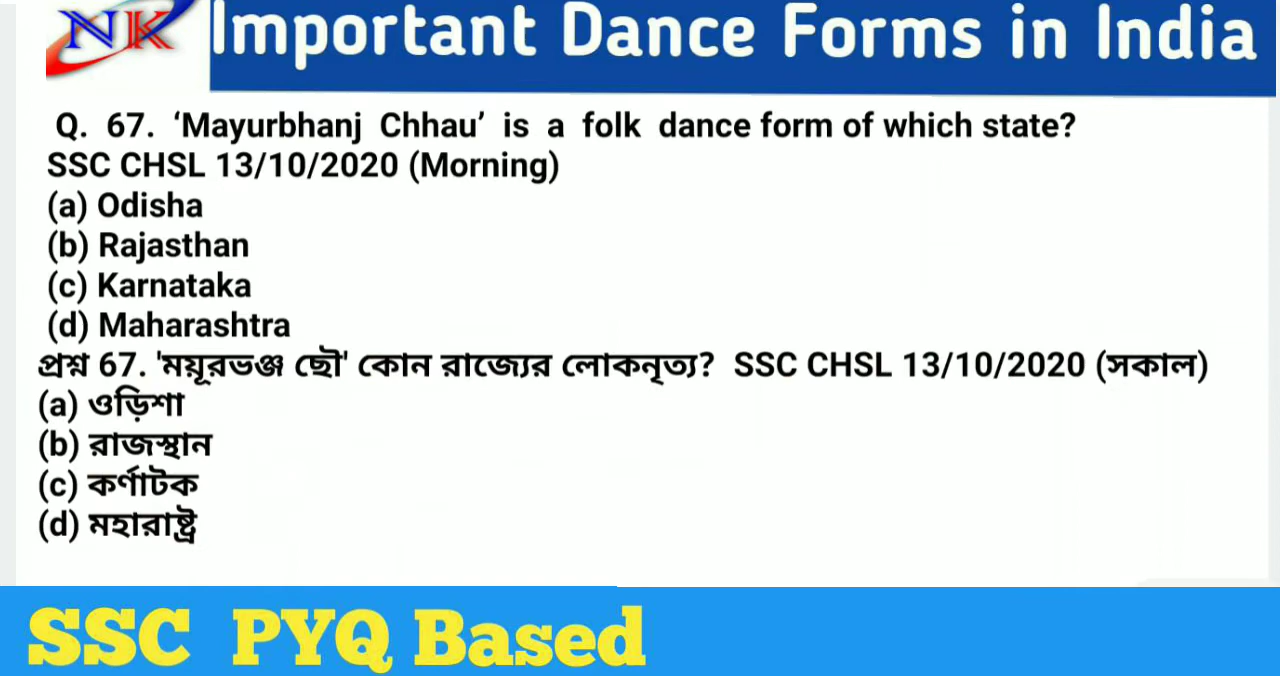 NK Important Dance Forms in India
Q. 67. ‘Mayurbhanj Chhau’ is a folk dance form of which state?
SSC CHSL 13/10/2020 (Morning)
(a) Odisha
(b) Rajasthan
(c) Karnataka
(d) Maharashtra
প্রশ্ন 67. 'ময়ূরভঞ্জ ছৌ' কোন রাজ্যের লোকনৃত্য? SSC CHSL 13/10/2020 (সকাল)
(a) ওড়িশা
(b) রাজস্থান
(c) কর্ণাটক
(d) মহারাষ্ট্র
SSC PYQ Based